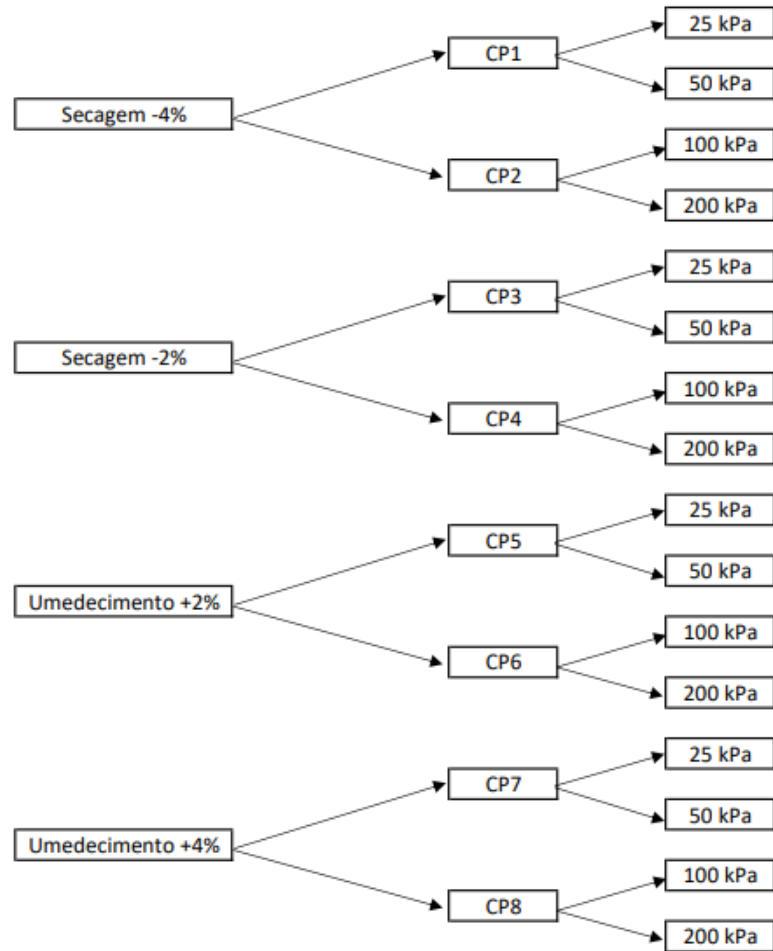 Secagem -4%
CP1
25 kPa
50 kPa
CP2
100 kPa
200 kPa
Secagem -2%
CP3
25 kPa
50 kPa
CP4
100 kPa
200 kPa
Umedecimento +2%
CP5
25 kPa
50 kPa
CP6
100 kPa
200 kPa
Umedecimento +4%
CP7
25 kPa
50 kPa
CP8
100 kPa
200 kPa